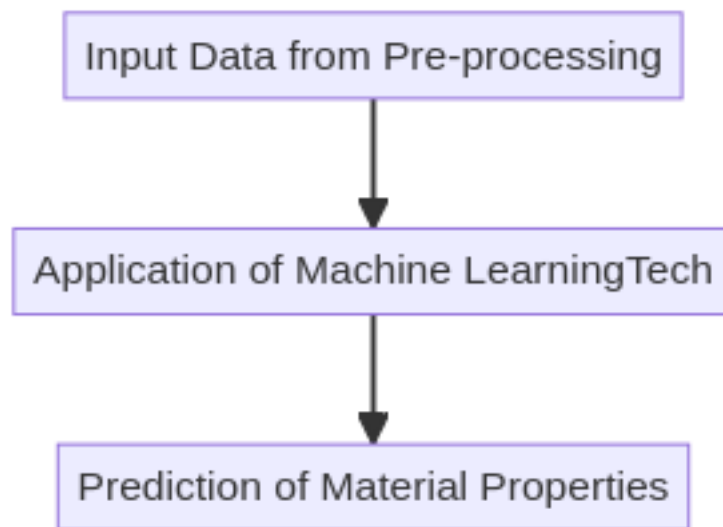 Input Data from Pre-processing
Application of Machine LearningTech
Prediction of Material Properties